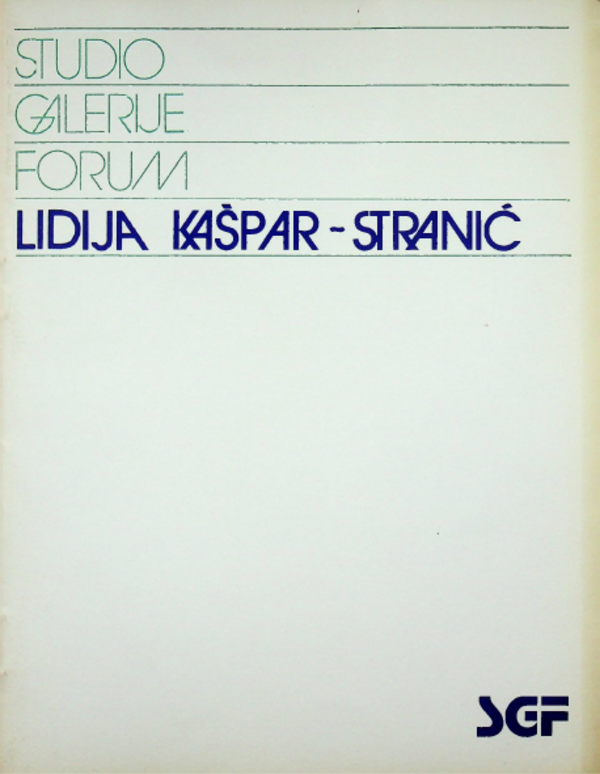 STUDIO
GALERIJE
FORUM
LIDIJA KAŠPAR - STRANIĆ
SGF